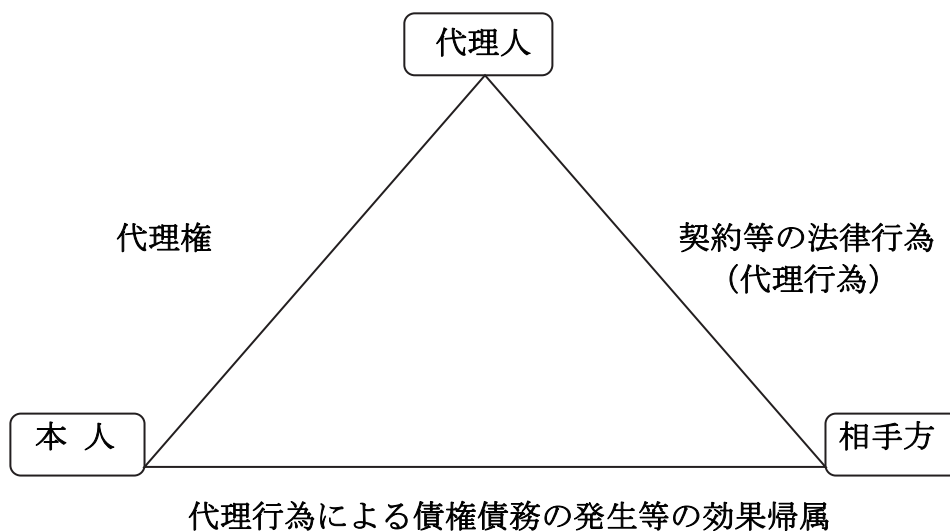 代理人
代理権
契約等の法律行為
（代理行為）
本 人
相手方
代理行為による債権債務の発生等の効果帰属